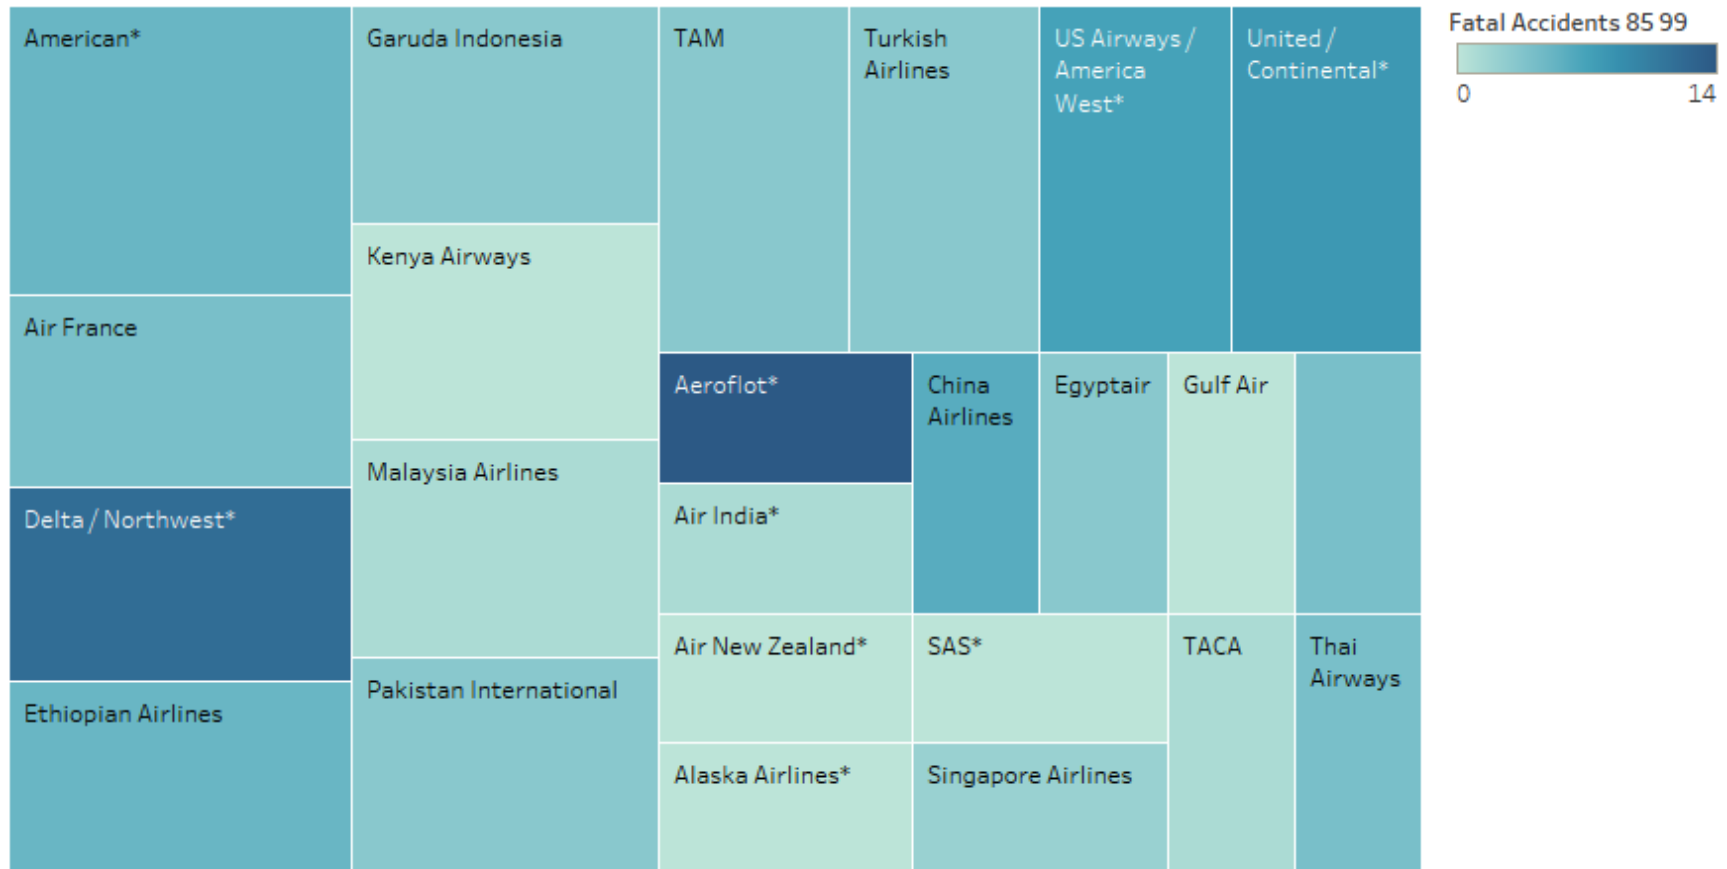 American*
Air France
Delta / Northwest*
Ethiopian Airlines
Garuda Indonesia
Kenya Airways
Malaysia Airlines
Pakistan International
TAM
Turkish
Airlines
US Airways /
America
West*
United /
Continental*
Aeroflot*
Air India*
Air New Zealand*
Alaska Airlines*
China
Airlines
Egyptair
Gulf Air
SAS*
Singapore Airlines
TACA
Thai
Airways
Fatal Accidents 85 99
0
14